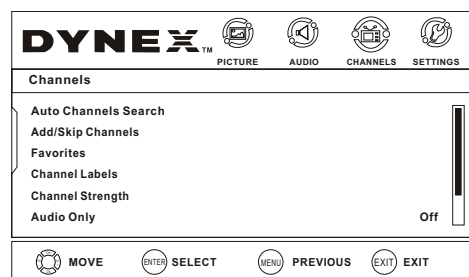 DYNEX™
PICTURE AUDIO CHANNELS SETTINGS
Channels
Auto Channels Search
Add/Skip Channels
Favorites
Channel Labels
Channel Strength
Audio Only Off
MOVE ENTER SELECT MENU PREVIOUS EXIT EXIT